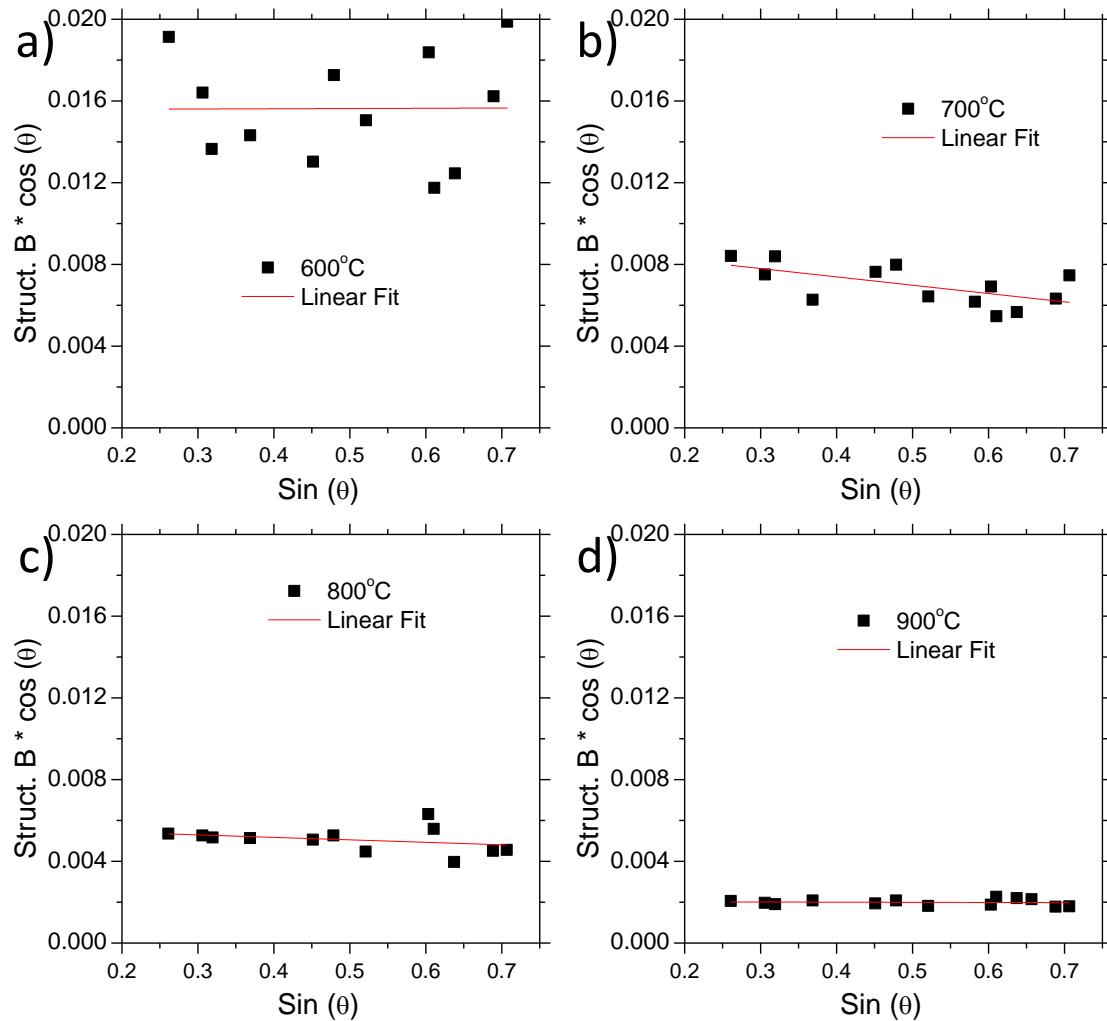 a)
0.020
0.016
0.012
0.008
0.004
0.000
Struct. B * cos (θ)
600°C
Linear Fit
0.2 0.3 0.4 0.5 0.6 0.7
Sin (θ)
b)
0.020
0.016
0.012
0.008
0.004
0.000
Struct. B * cos (θ)
700°C
Linear Fit
0.2 0.3 0.4 0.5 0.6 0.7
Sin (θ)
c)
0.020
0.016
0.012
0.008
0.004
0.000
Struct. B * cos (θ)
800°C
Linear Fit
0.2 0.3 0.4 0.5 0.6 0.7
Sin (θ)
d)
0.020
0.016
0.012
0.008
0.004
0.000
Struct. B * cos (θ)
900°C
Linear Fit
0.2 0.3 0.4 0.5 0.6 0.7
Sin (θ)